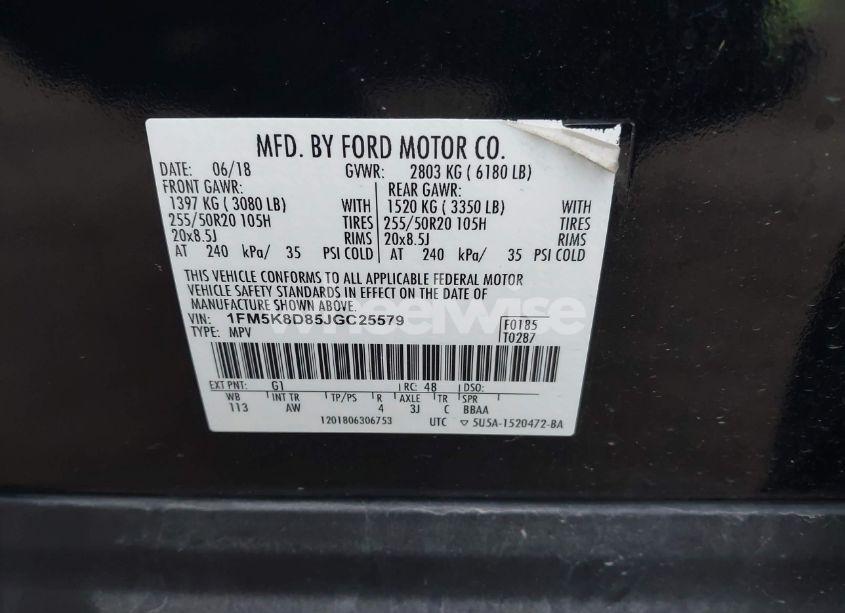 MFD. BY FORD MOTOR CO.
DATE: 06/18 GVWR: 2803 KG ( 6180 LB)
FRONT GAWR: REAR GAWR:
1397 KG ( 3080 LB) WITH 1520 KG ( 3350 LB) WITH
255/50R20 105H TIRES 255/50R20 105H TIRES
20x8.5J RIMS 20x8.5J RIMS
AT 240 kPa/ 35 PSI COLD AT 240 kPa/ 35 PSI COLD
THIS VEHICLE CONFORMS TO ALL APPLICABLE FEDERAL MOTOR
VEHICLE SAFETY STANDARDS IN EFFECT ON THE DATE OF
MANUFACTURE SHOWN ABOVE.
VIN: 1FM5K8D85JGC25579 F0185
TYPE: MPV T0287
wheelwise
EXT PNT: G1 RC: 48 DSO:
WB INT TR TP/PS R AXLE TR SPR
113 AW 4 3J C BBAA
1201806306753 UTC ▽ 5U5A-1520472-BA